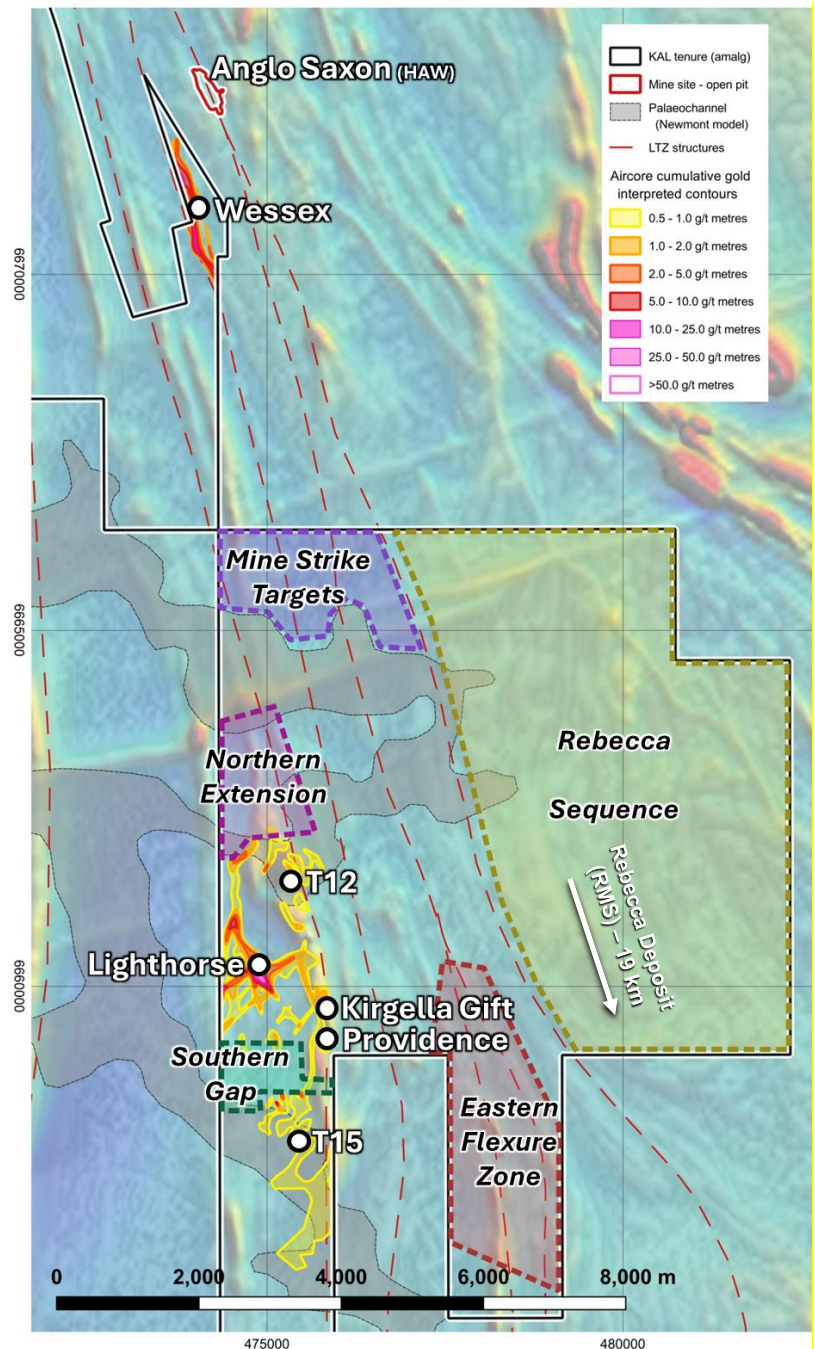 Anglo Saxon (HAW)
KAL tenure (amalg)
Mine site - open pit
Palaeochannel
(Newmont model)
LTZ structures
Aircore cumulative gold
interpreted contours
0.5 - 1.0 g/t metres
1.0 - 2.0 g/t metres
2.0 - 5.0 g/t metres
5.0 - 10.0 g/t metres
10.0 - 25.0 g/t metres
25.0 - 50.0 g/t metres
>50.0 g/t metres
Wessex
6670000
Mine Strike
Targets
6665000
Rebecca
Sequence
Northern
Extension
Rebecca Deposit
(RMS) – 19 km
T12
Lighthorse
6660000
Kirgella Gift
Providence
Southern
Gap
Eastern
Flexure
Zone
T15
0 2,000 4,000 6,000 8,000 m
475000 480000